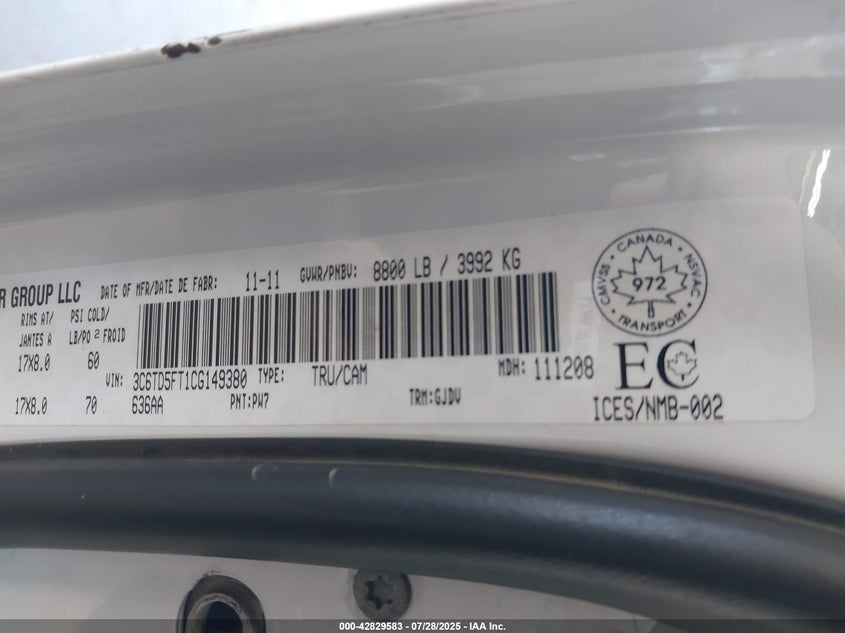 R GROUP LLC DATE OF MFR/DATE DE FABR: 11-11 GVWR/PNBV: 8800 LB / 3992 KG
RIMS AT/ PSI COLD/
JANTES A LB/PO2 FROID
17X8.0 60
VIN: 3C6TD5FT1CG149380 TYPE: TRU/CAM MDH: 111208
17X8.0 70 636AA PNT:PW7 TRM:GJDV
CANADA
CMVSS 972 NSVAC
TRANSPORT
EC
ICES/NMB-002
000-42829583 - 07/28/2025 - IAA Inc.